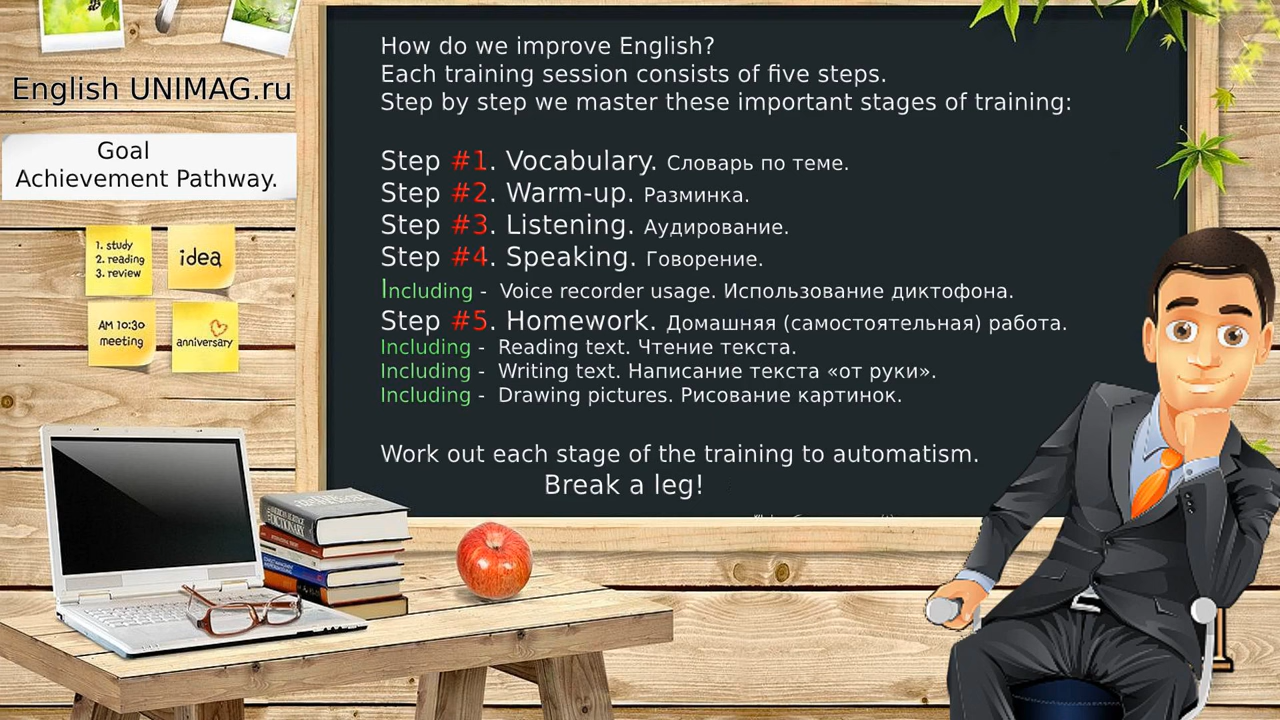 English UNIMAG.ru
Goal
Achievement Pathway.
1. study
2. reading
3. review
idea
AM 10:30
meeting
anniversary
How do we improve English?
Each training session consists of five steps.
Step by step we master these important stages of training:
Step #1. Vocabulary. Словарь по теме.
Step #2. Warm-up. Разминка.
Step #3. Listening. Аудирование.
Step #4. Speaking. Говорение.
Including - Voice recorder usage. Использование диктофона.
Step #5. Homework. Домашняя (самостоятельная) работа.
Including - Reading text. Чтение текста.
Including - Writing text. Написание текста «от руки».
Including - Drawing pictures. Рисование картинок.
Work out each stage of the training to automatism.
Break a leg!
DICTIONARY